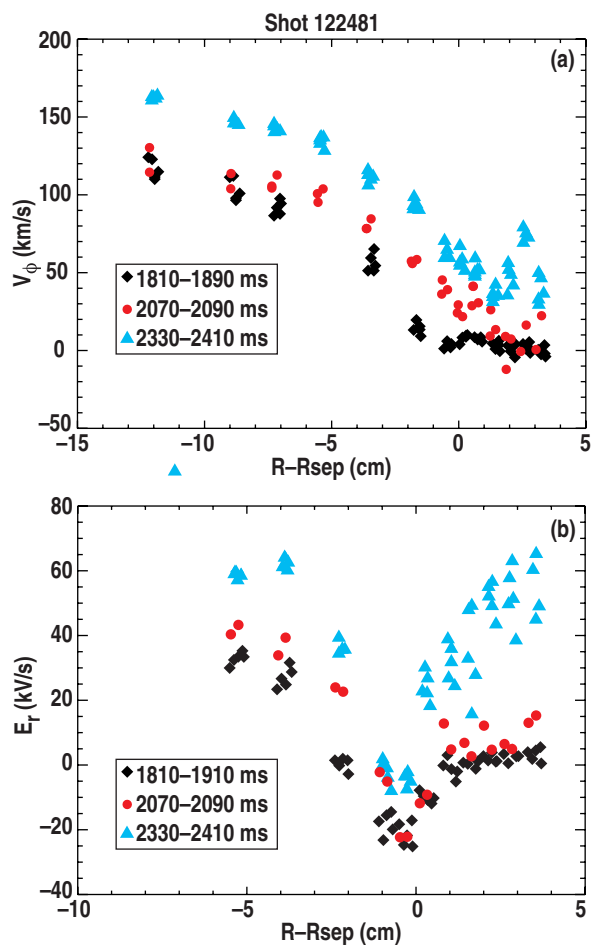 Shot 122481
200
150
100
50
0
−50
V_ϕ (km/s)
(a)
1810–1890 ms
2070–2090 ms
2330–2410 ms
−15
−10
−5
0
5
R–Rsep (cm)
80
60
40
20
0
−20
−40
E_r (kV/s)
(b)
1810–1910 ms
2070–2090 ms
2330–2410 ms
−10
−5
0
5
R–Rsep (cm)